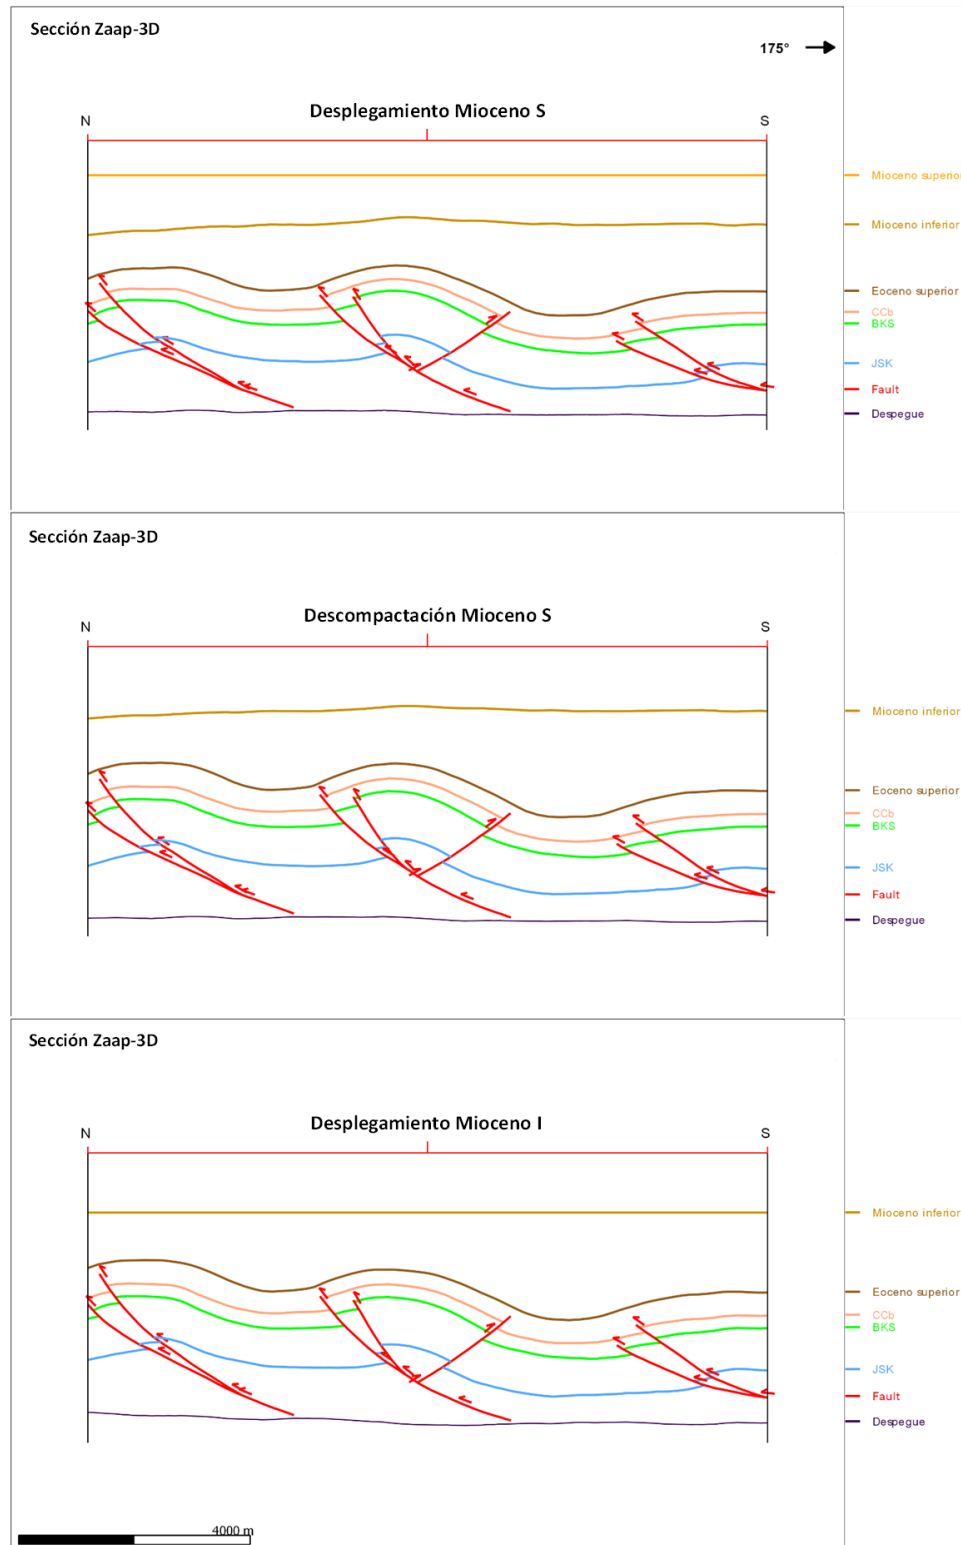 Sección Zaap-3D
175°
Desplegamiento Mioceno S
N
S
Mioceno superior
Mioceno inferior
Eoceno superior
CCb
BKS
JSK
Fault
Despegue
Sección Zaap-3D
Descompactación Mioceno S
N
S
Mioceno inferior
Eoceno superior
CCb
BKS
JSK
Fault
Despegue
Sección Zaap-3D
Desplegamiento Mioceno I
N
S
Mioceno inferior
Eoceno superior
CCb
BKS
JSK
Fault
Despegue
4000 m